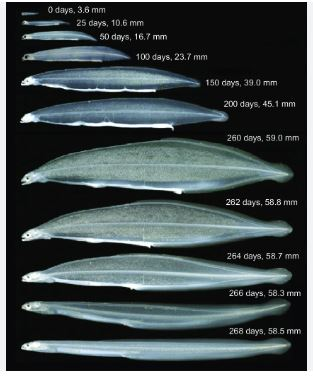 0 days, 3.6 mm
25 days, 10.6 mm
50 days, 16.7 mm
100 days, 23.7 mm
150 days, 39.0 mm
200 days, 45.1 mm
260 days, 59.0 mm
262 days, 58.8 mm
264 days, 58.7 mm
266 days, 58.3 mm
268 days, 58.5 mm